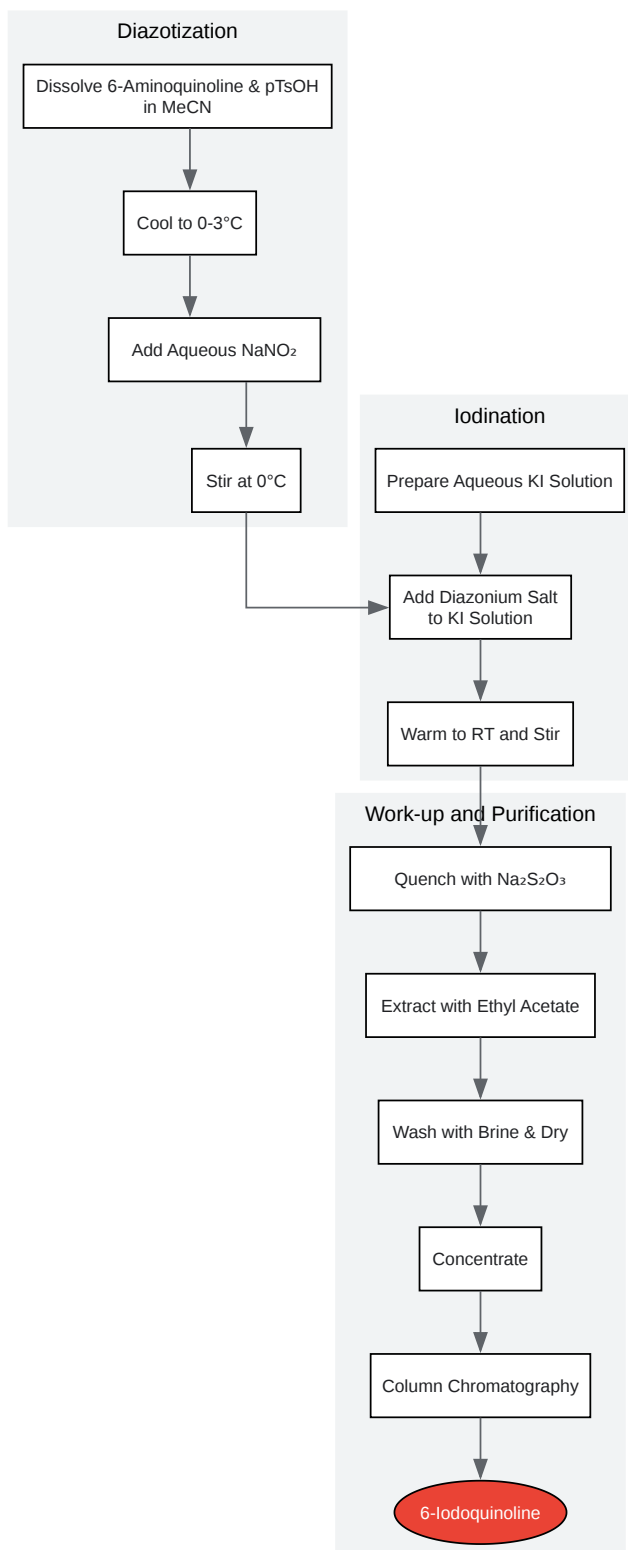 Diazotization
Dissolve 6-Aminoquinoline & pTsOH
in MeCN
Cool to 0-3°C
Add Aqueous NaNO₂
Stir at 0°C
Iodination
Prepare Aqueous KI Solution
Add Diazonium Salt
to KI Solution
Warm to RT and Stir
Work-up and Purification
Quench with Na₂S₂O₃
Extract with Ethyl Acetate
Wash with Brine & Dry
Concentrate
Column Chromatography
6-Iodoquinoline